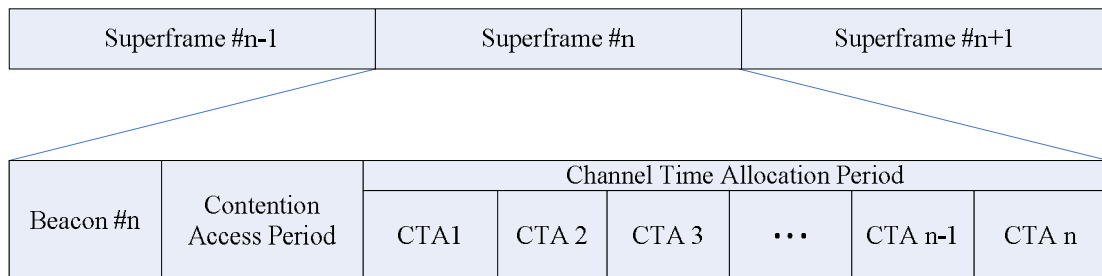 Superframe #n-1
Superframe #n
Superframe #n+1
Beacon #n
Contention
Access Period
Channel Time Allocation Period
CTA1
CTA 2
CTA 3
•••
CTA n-1
CTA n